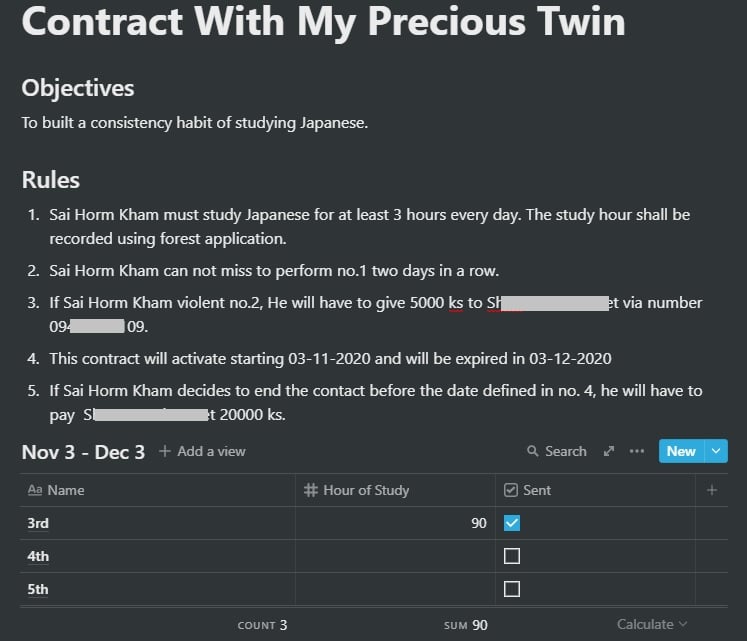 Contract With My Precious Twin
Objectives
To built a consistency habit of studying Japanese.
Rules
1. Sai Horm Kham must study Japanese for at least 3 hours every day. The study hour shall be
recorded using forest application.
2. Sai Horm Kham can not miss to perform no.1 two days in a row.
3. If Sai Horm Kham violent no.2, He will have to give 5000 ks to Sh et via number
094 09.
4. This contract will activate starting 03-11-2020 and will be expired in 03-12-2020
5. If Sai Horm Kham decides to end the contact before the date defined in no. 4, he will have to
pay S t 20000 ks.
Nov 3 - Dec 3 + Add a view Search New
Aa Name # Hour of Study Sent +
3rd 90
4th
5th
COUNT 3 SUM 90 Calculate